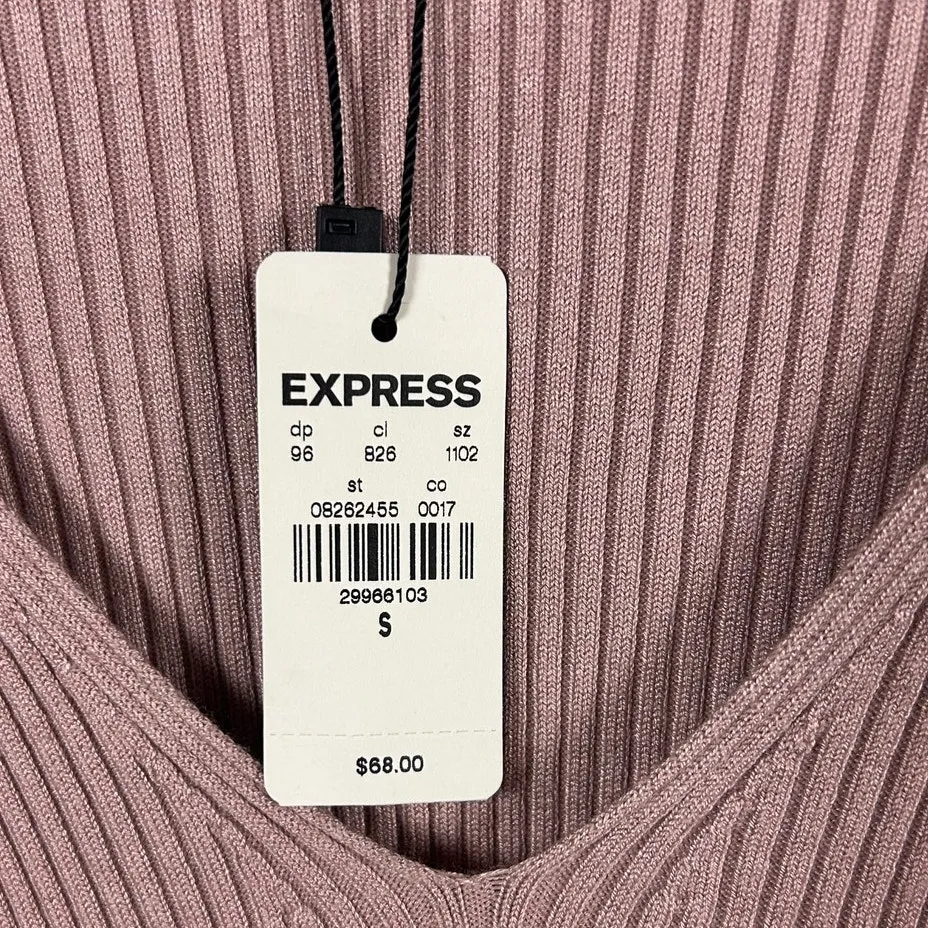 EXPRESS
dp cl sz
96 826 1102
st co
08262455 0017
29966103
S
$68.00